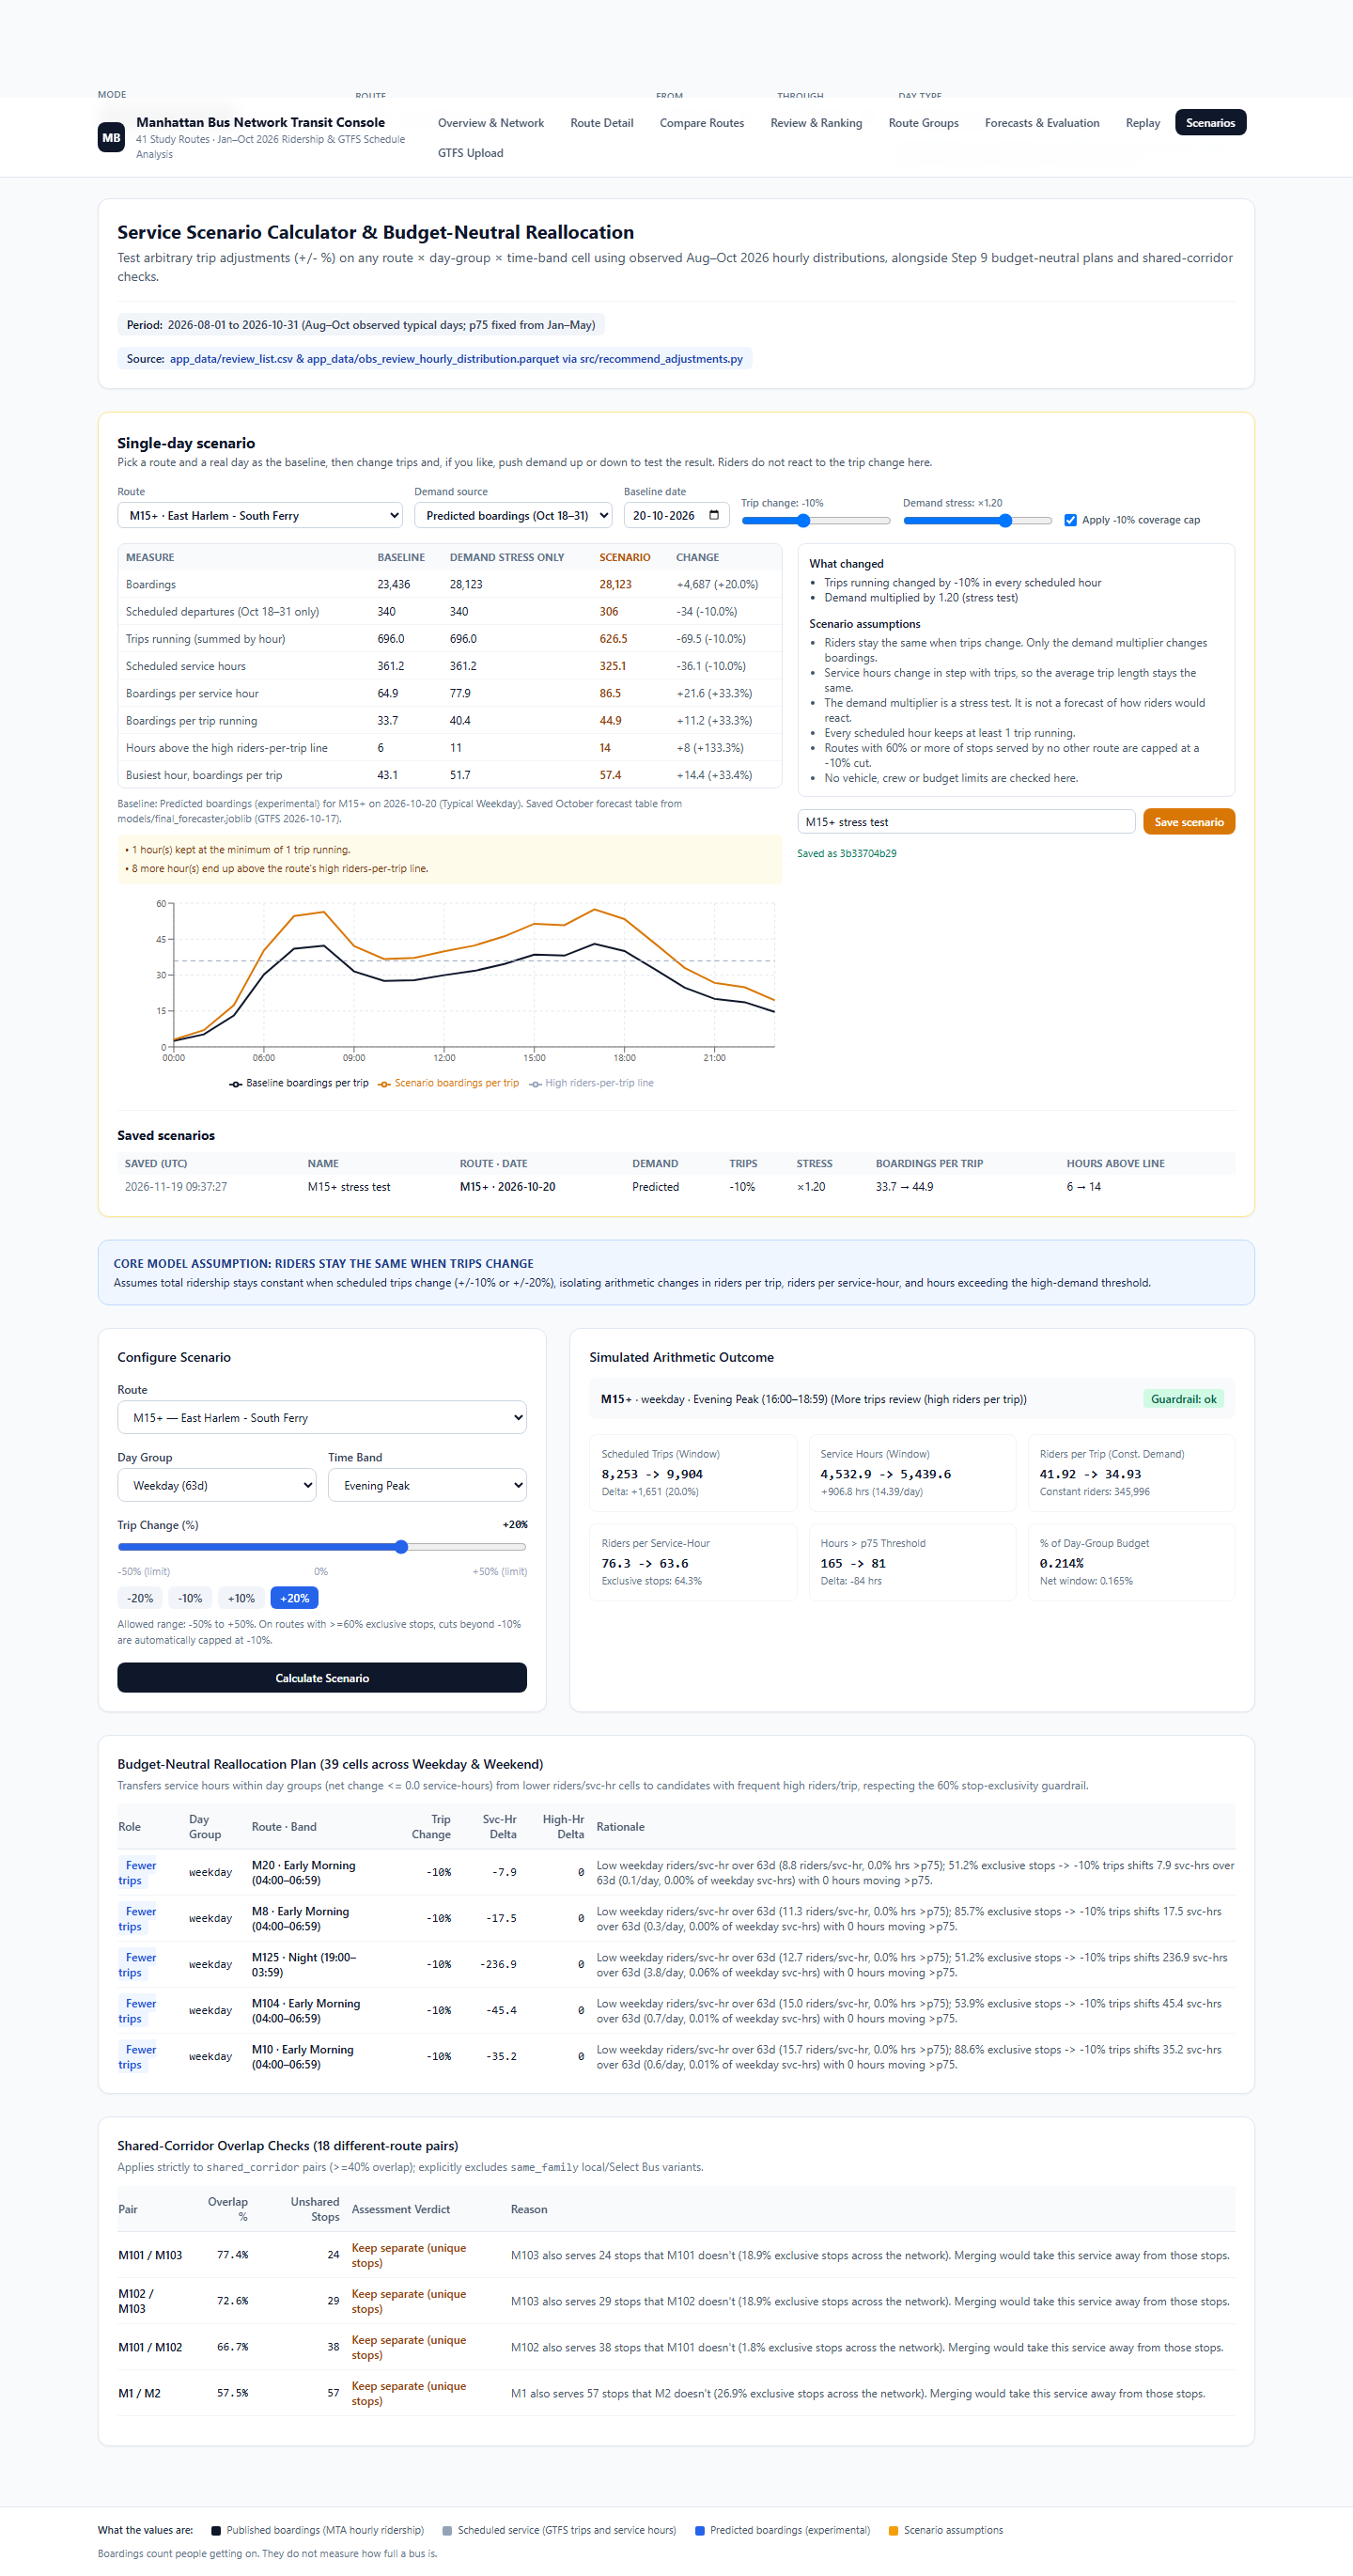 MODE ROUTE FROM THROUGH DAY TYPE
MB
Manhattan Bus Network Transit Console
41 Study Routes · Jan–Oct 2026 Ridership & GTFS Schedule
Analysis
Overview & Network Route Detail Compare Routes Review & Ranking Route Groups Forecasts & Evaluation Replay Scenarios
GTFS Upload
Service Scenario Calculator & Budget-Neutral Reallocation
Test arbitrary trip adjustments (+/- %) on any route × day-group × time-band cell using observed Aug–Oct 2026 hourly distributions, alongside Step 9 budget-neutral plans and shared-corridor
checks.
Period: 2026-08-01 to 2026-10-31 (Aug–Oct observed typical days; p75 fixed from Jan–May)
Source: app_data/review_list.csv & app_data/obs_review_hourly_distribution.parquet via src/recommend_adjustments.py
Single-day scenario
Pick a route and a real day as the baseline, then change trips and, if you like, push demand up or down to test the result. Riders do not react to the trip change here.
Route Demand source Baseline date Trip change: -10% Demand stress: ×1.20
M15+ · East Harlem - South Ferry Predicted boardings (Oct 18–31) 20-10-2026 Apply -10% coverage cap
MEASURE BASELINE DEMAND STRESS ONLY SCENARIO CHANGE
Boardings 23,436 28,123 28,123 +4,687 (+20.0%)
Scheduled departures (Oct 18–31 only) 340 340 306 -34 (-10.0%)
Trips running (summed by hour) 696.0 696.0 626.5 -69.5 (-10.0%)
Scheduled service hours 361.2 361.2 325.1 -36.1 (-10.0%)
Boardings per service hour 64.9 77.9 86.5 +21.6 (+33.3%)
Boardings per trip running 33.7 40.4 44.9 +11.2 (+33.3%)
Hours above the high riders-per-trip line 6 11 14 +8 (+133.3%)
Busiest hour, boardings per trip 43.1 51.7 57.4 +14.4 (+33.4%)
Baseline: Predicted boardings (experimental) for M15+ on 2026-10-20 (Typical Weekday). Saved October forecast table from
models/final_forecaster.joblib (GTFS 2026-10-17).
• 1 hour(s) kept at the minimum of 1 trip running.
• 8 more hour(s) end up above the route's high riders-per-trip line.
What changed
• Trips running changed by -10% in every scheduled hour
• Demand multiplied by 1.20 (stress test)
Scenario assumptions
• Riders stay the same when trips change. Only the demand multiplier changes
boardings.
• Service hours change in step with trips, so the average trip length stays the
same.
• The demand multiplier is a stress test. It is not a forecast of how riders would
react.
• Every scheduled hour keeps at least 1 trip running.
• Routes with 60% or more of stops served by no other route are capped at a
-10% cut.
• No vehicle, crew or budget limits are checked here.
M15+ stress test Save scenario
Saved as 3b33704b29
60
45
30
15
0
00:00 06:00 09:00 12:00 15:00 18:00 21:00
Baseline boardings per trip Scenario boardings per trip High riders-per-trip line
Saved scenarios
SAVED (UTC) NAME ROUTE · DATE DEMAND TRIPS STRESS BOARDINGS PER TRIP HOURS ABOVE LINE
2026-11-19 09:37:27 M15+ stress test M15+ · 2026-10-20 Predicted -10% ×1.20 33.7 → 44.9 6 → 14
CORE MODEL ASSUMPTION: RIDERS STAY THE SAME WHEN TRIPS CHANGE
Assumes total ridership stays constant when scheduled trips change (+/-10% or +/-20%), isolating arithmetic changes in riders per trip, riders per service-hour, and hours exceeding the high-demand threshold.
Configure Scenario
Route
M15+ — East Harlem - South Ferry
Day Group Time Band
Weekday (63d) Evening Peak
Trip Change (%) +20%
-50% (limit) 0% +50% (limit)
-20% -10% +10% +20%
Allowed range: -50% to +50%. On routes with >=60% exclusive stops, cuts beyond -10%
are automatically capped at -10%.
Calculate Scenario
Simulated Arithmetic Outcome
M15+ · weekday · Evening Peak (16:00–18:59) (More trips review (high riders per trip)) Guardrail: ok
Scheduled Trips (Window) Service Hours (Window) Riders per Trip (Const. Demand)
8,253 -> 9,904 4,532.9 -> 5,439.6 41.92 -> 34.93
Delta: +1,651 (20.0%) +906.8 hrs (14.39/day) Constant riders: 345,996
Riders per Service-Hour Hours > p75 Threshold % of Day-Group Budget
76.3 -> 63.6 165 -> 81 0.214%
Exclusive stops: 64.3% Delta: -84 hrs Net window: 0.165%
Budget-Neutral Reallocation Plan (39 cells across Weekday & Weekend)
Transfers service hours within day groups (net change <= 0.0 service-hours) from lower riders/svc-hr cells to candidates with frequent high riders/trip, respecting the 60% stop-exclusivity guardrail.
Role Day Group Route · Band Trip Change Svc-Hr Delta High-Hr Delta Rationale
Fewer trips weekday M20 · Early Morning (04:00–06:59) -10% -7.9 0 Low weekday riders/svc-hr over 63d (8.8 riders/svc-hr, 0.0% hrs >p75); 51.2% exclusive stops -> -10% trips shifts 7.9 svc-hrs over
63d (0.1/day, 0.00% of weekday svc-hrs) with 0 hours moving >p75.
Fewer trips weekday M8 · Early Morning (04:00–06:59) -10% -17.5 0 Low weekday riders/svc-hr over 63d (11.3 riders/svc-hr, 0.0% hrs >p75); 85.7% exclusive stops -> -10% trips shifts 17.5 svc-hrs
over 63d (0.3/day, 0.00% of weekday svc-hrs) with 0 hours moving >p75.
Fewer trips weekday M125 · Night (19:00–03:59) -10% -236.9 0 Low weekday riders/svc-hr over 63d (12.7 riders/svc-hr, 0.0% hrs >p75); 51.2% exclusive stops -> -10% trips shifts 236.9 svc-hrs
over 63d (3.8/day, 0.06% of weekday svc-hrs) with 0 hours moving >p75.
Fewer trips weekday M104 · Early Morning (04:00–06:59) -10% -45.4 0 Low weekday riders/svc-hr over 63d (15.0 riders/svc-hr, 0.0% hrs >p75); 53.9% exclusive stops -> -10% trips shifts 45.4 svc-hrs
over 63d (0.7/day, 0.01% of weekday svc-hrs) with 0 hours moving >p75.
Fewer trips weekday M10 · Early Morning (04:00–06:59) -10% -35.2 0 Low weekday riders/svc-hr over 63d (15.7 riders/svc-hr, 0.0% hrs >p75); 88.6% exclusive stops -> -10% trips shifts 35.2 svc-hrs
over 63d (0.6/day, 0.01% of weekday svc-hrs) with 0 hours moving >p75.
Shared-Corridor Overlap Checks (18 different-route pairs)
Applies strictly to shared_corridor pairs (>=40% overlap); explicitly excludes same_family local/Select Bus variants.
Pair Overlap % Unshared Stops Assessment Verdict Reason
M101 / M103 77.4% 24 Keep separate (unique stops) M103 also serves 24 stops that M101 doesn't (18.9% exclusive stops across the network). Merging would take this service away from those stops.
M102 / M103 72.6% 29 Keep separate (unique stops) M103 also serves 29 stops that M102 doesn't (18.9% exclusive stops across the network). Merging would take this service away from those stops.
M101 / M102 66.7% 38 Keep separate (unique stops) M102 also serves 38 stops that M101 doesn't (1.8% exclusive stops across the network). Merging would take this service away from those stops.
M1 / M2 57.5% 57 Keep separate (unique stops) M1 also serves 57 stops that M2 doesn't (26.9% exclusive stops across the network). Merging would take this service away from those stops.
What the values are: Published boardings (MTA hourly ridership) Scheduled service (GTFS trips and service hours) Predicted boardings (experimental) Scenario assumptions
Boardings count people getting on. They do not measure how full a bus is.